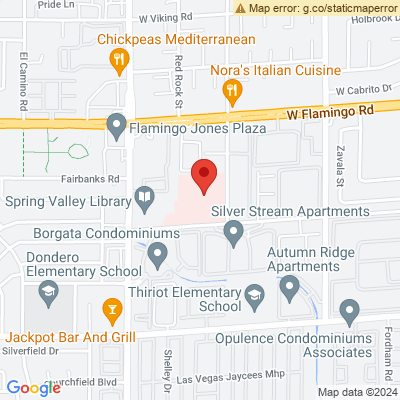 Pride Ln
W Viking Rd
Map error: g.co/staticmaperror
Holbrook Dr
Chickpeas Mediterranean
El Camino Rd
Red Rock St
Nora's Italian Cuisine
W Cabrito Dr
W Flamingo Rd
Flamingo Jones Plaza
Zavala St
Fairbanks Rd
Spring Valley Library
Silver Stream Apartments
Borgata Condominiums
Dondero
Elementary School
Autumn Ridge
Apartments
Thiriot Elementary
School
Jackpot Bar And Grill
Opulence Condominiums
Associates
Silverfield Dr
Shelley Dr
Fordham Rd
Las Vegas Jaycees Mhp
Churchfield Blvd
Google
Map data ©2024